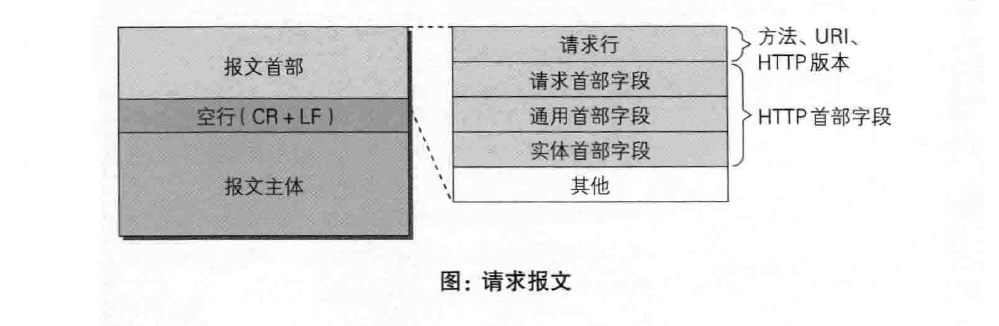 报文首部
空行(CR+LF)
报文主体
请求行
请求首部字段
通用首部字段
实体首部字段
其他
方法、URI、
HTTP版本
HTTP首部字段
图：请求报文